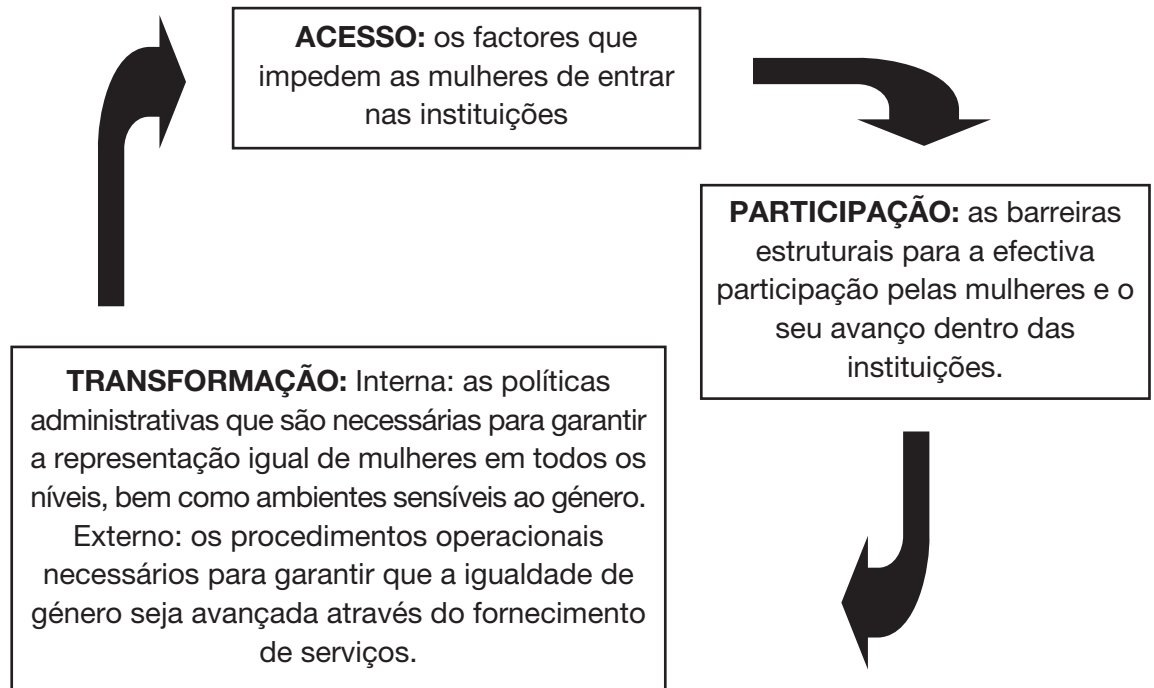 ACESSO: os factores que
impedem as mulheres de entrar
nas instituições
PARTICIPAÇÃO: as barreiras
estruturais para a efectiva
participação pelas mulheres e o
seu avanço dentro das
instituições.
TRANSFORMAÇÃO: Interna: as políticas
administrativas que são necessárias para garantir
a representação igual de mulheres em todos os
níveis, bem como ambientes sensíveis ao género.
Externo: os procedimentos operacionais
necessários para garantir que a igualdade de
género seja avançada através do fornecimento
de serviços.